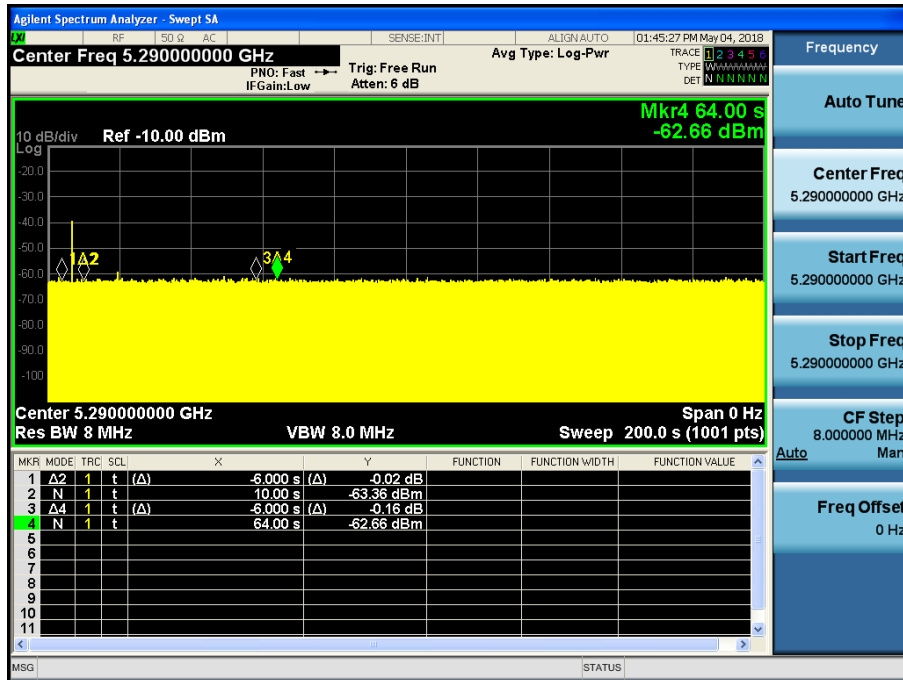 Agilent Spectrum Analyzer - Swept SA
LXI RF 50 Ω AC SENSE:INT ALIGN AUTO 01:45:27 PM May 04, 2018
Center Freq 5.290000000 GHz
PNO: Fast
IFGain:Low
Trig: Free Run
Atten: 6 dB
Avg Type: Log-Pwr
TRACE 1 2 3 4 5 6
TYPE WWWWWW
DET N N N N N N
Mkr4 64.00 s
-62.66 dBm
10 dB/div Ref -10.00 dBm
Log
-20.0
-30.0
-40.0
-50.0
-60.0
-70.0
-80.0
-90.0
-100
1Δ2
3Δ4
Center 5.290000000 GHz Span 0 Hz
Res BW 8 MHz VBW 8.0 MHz Sweep 200.0 s (1001 pts)
MKR MODE TRC SCL X Y FUNCTION FUNCTION WIDTH FUNCTION VALUE
1 Δ2 1 t (Δ) -6.000 s (Δ) -0.02 dB
2 N 1 t 10.00 s -63.36 dBm
3 Δ4 1 t (Δ) -6.000 s (Δ) -0.16 dB
4 N 1 t 64.00 s -62.66 dBm
5
6
7
8
9
10
11
MSG STATUS
Frequency
Auto Tune
Center Freq
5.290000000 GHz
Start Freq
5.290000000 GHz
Stop Freq
5.290000000 GHz
CF Step
8.000000 MHz
Auto Man
Freq Offset
0 Hz